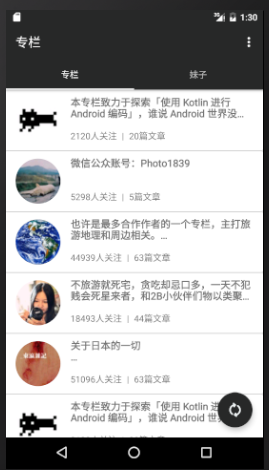 1:30
专栏
专栏
妹子
本专栏致力于探索「使用 Kotlin 进行
Android 编码」，谁说 Android 世界没...
2120人关注 | 20篇文章
微信公众账号：Photo1839
5298人关注 | 5篇文章
也许是最多合作作者的一个专栏，主打旅
游地理和周边相关。...
44939人关注 | 63篇文章
不旅游就死宅，贪吃却忌口多，一天不犯
贱会死星来者，和2B小伙伴们物以类聚...
18493人关注 | 44篇文章
关于日本的一切
...
51096人关注 | 63篇文章
本专栏致力于探索「使用 Kotlin 进
Android 编码」，谁说 Android 世